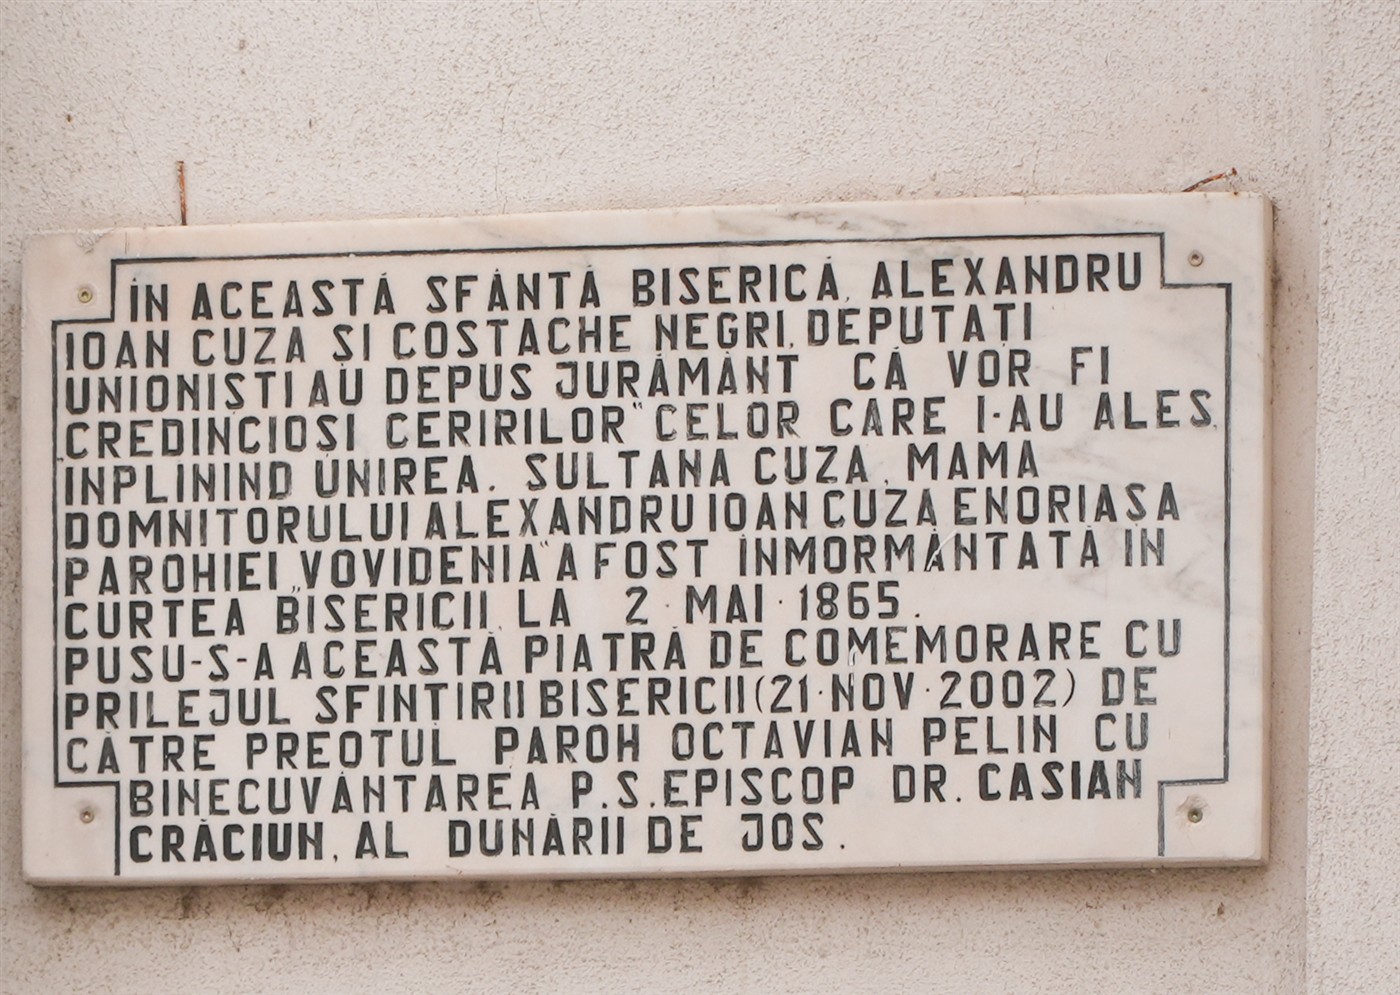 ÎN ACEASTĂ SFÂNTĂ BISERICĂ, ALEXANDRU
IOAN CUZA ȘI COSTACHE NEGRI, DEPUTAȚI
UNIONIȘTI AU DEPUS JURĂMÂNT CĂ VOR FI
CREDINCIOȘI CERIRILOR "CELOR CARE I-AU ALES,
ÎNPLININD UNIREA. SULTANA CUZA, MAMA
DOMNITORULUI ALEXANDRU IOAN CUZA ENORIAȘA
PAROHIEI „VOVIDENIA" A FOST ÎNMORMÂNTATĂ IN
CURTEA BISERICII, LA 2·MAI·1865.
PUSU-S-A ACEASTĂ PIATRĂ DE COMEMORARE CU
PRILEJUL SFINȚIRII BISERICII (21·NOV·2002) DE
CĂTRE PREOTUL PAROH OCTAVIAN PELIN CU
BINECUVÂNTAREA P.S.EPISCOP DR. CASIAN
CRĂCIUN, AL DUNĂRII DE JOS.